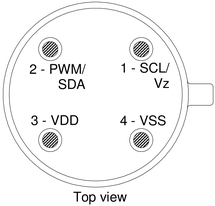 2 - PWM/ 1 - SCL/
SDA Vz
3 - VDD 4 - VSS
Top view